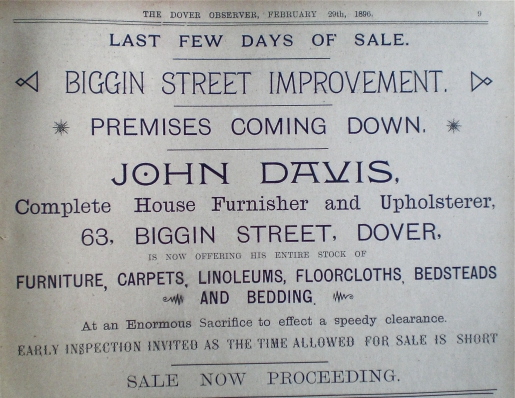 THE DOVER OBSERVER, FEBRUARY 29th, 1896. 9
LAST FEW DAYS OF SALE.
BIGGIN STREET IMPROVEMENT.
PREMISES COMING DOWN.
JOHN DAVIS,
Complete House Furnisher and Upholsterer,
63, BIGGIN STREET, DOVER,
IS NOW OFFERING HIS ENTIRE STOCK OF
FURNITURE, CARPETS, LINOLEUMS, FLOORCLOTHS, BEDSTEADS
AND BEDDING,
At an Enormous Sacrifice to effect a speedy clearance.
EARLY INSPECTION INVITED AS THE TIME ALLOWED FOR SALE IS SHORT
SALE NOW PROCEEDING.